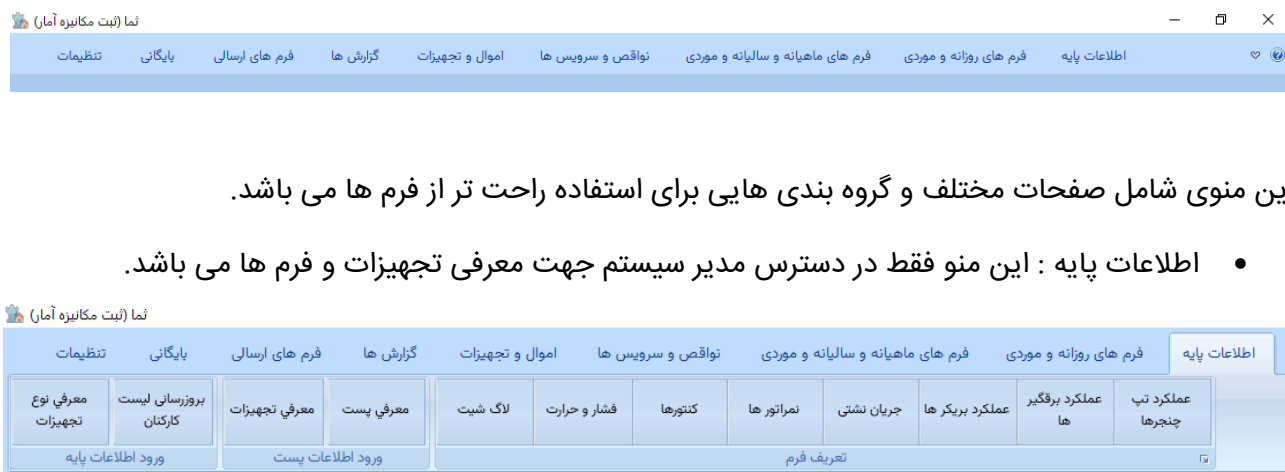 ثما (ثبت مکانیزه آمار)
اطلاعات پایه فرم های روزانه و موردی فرم های ماهیانه و سالیانه و موردی نواقص و سرویس ها اموال و تجهیزات گزارش ها فرم های ارسالی بایگانی تنظیمات
ین منوی شامل صفحات مختلف و گروه بندی هایی برای استفاده راحت تر از فرم ها می باشد.
• اطلاعات پایه : این منو فقط در دسترس مدیر سیستم جهت معرفی تجهیزات و فرم ها می باشد.
ثما (ثبت مکانیزه آمار)
اطلاعات پایه فرم های روزانه و موردی فرم های ماهیانه و سالیانه و موردی نواقص و سرویس ها اموال و تجهیزات گزارش ها فرم های ارسالی بایگانی تنظیمات
عملکرد تپ چنجرها
عملکرد برقگیر ها
عملکرد بریکر ها
جریان نشتی
نمراتور ها
کنتورها
فشار و حرارت
لاگ شیت
معرفي پست
معرفي تجهیزات
بروزرسانی لیست کارکنان
معرفي نوع تجهیزات
تعریف فرم
ورود اطلاعات پست
ورود اطلاعات پایه